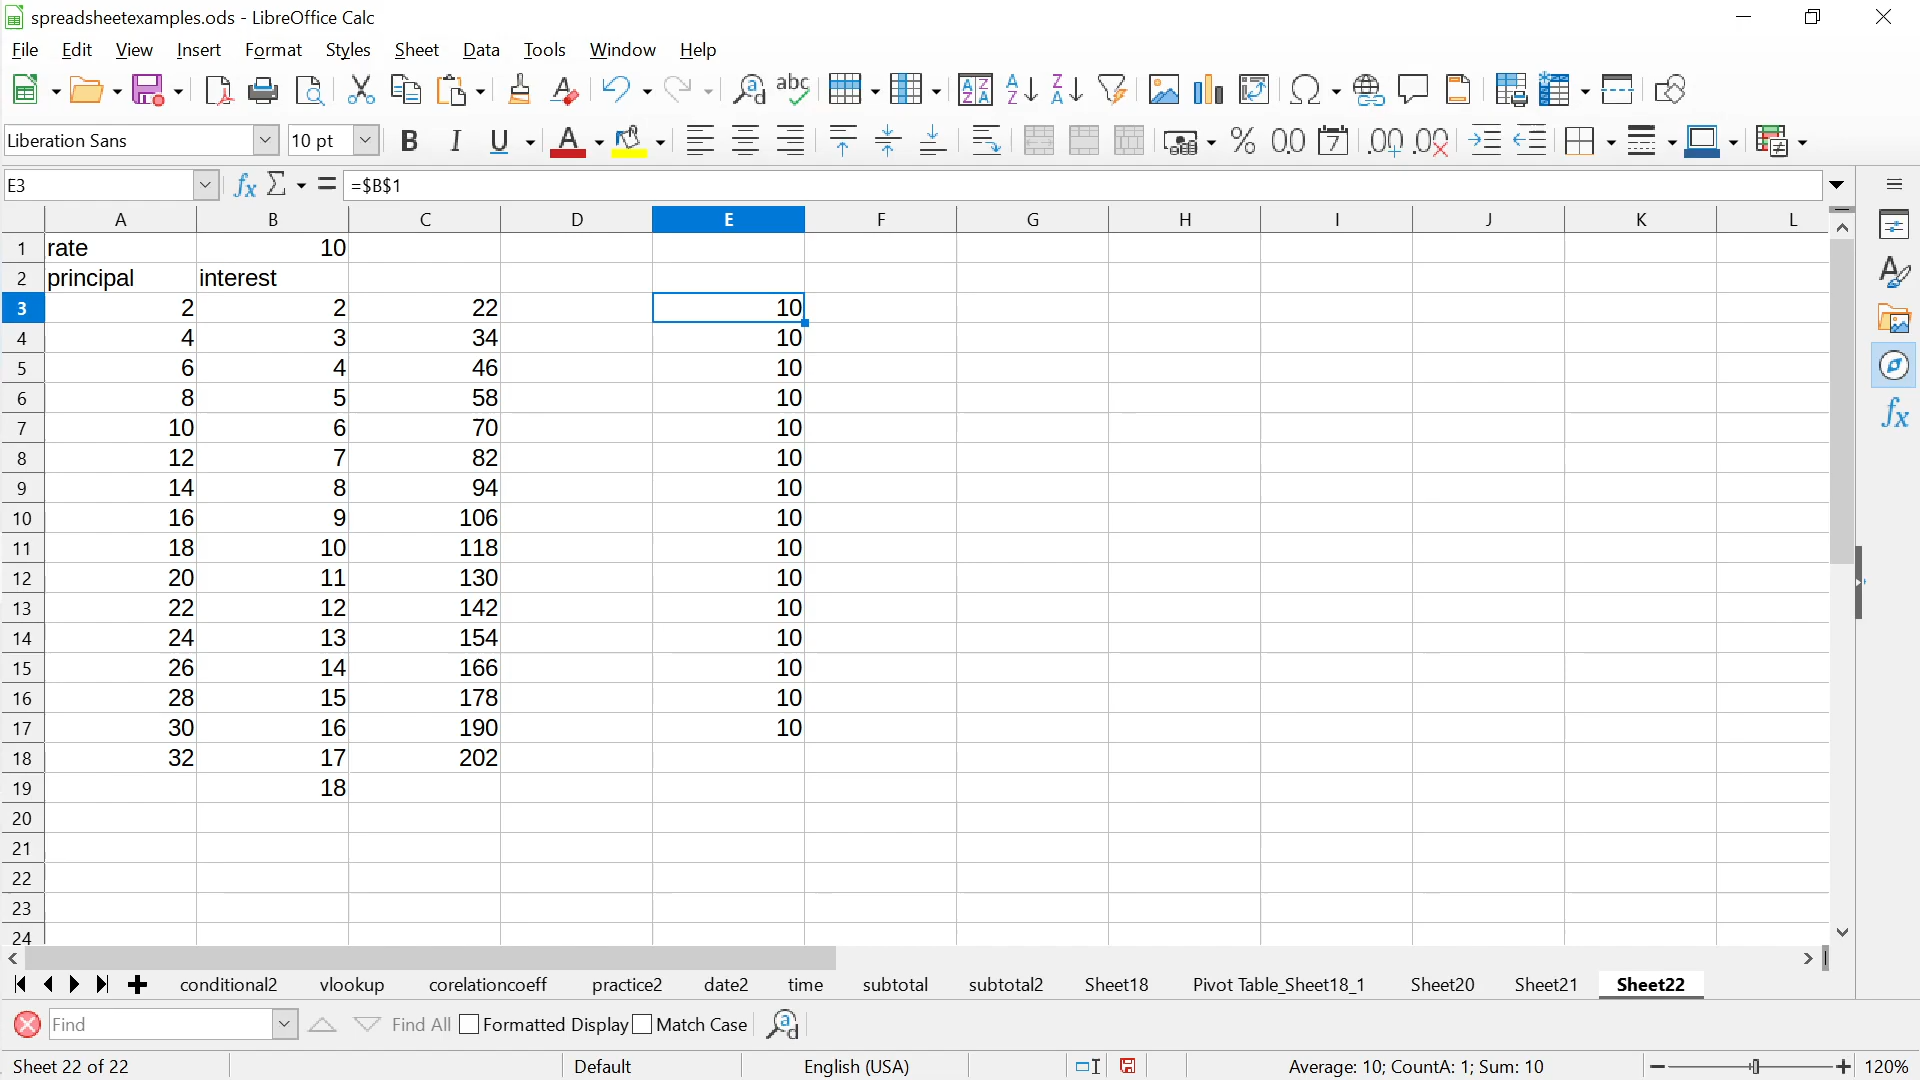 spreadsheetexamples.ods - LibreOffice Calc
File Edit View Insert Format Styles Sheet Data Tools Window Help
Liberation Sans 10 pt
E3 =$B$1
A B C D E F G H I J K L
1 rate 10
2 principal interest
3 2 2 22 10
4 4 3 34 10
5 6 4 46 10
6 8 5 58 10
7 10 6 70 10
8 12 7 82 10
9 14 8 94 10
10 16 9 106 10
11 18 10 118 10
12 20 11 130 10
13 22 12 142 10
14 24 13 154 10
15 26 14 166 10
16 28 15 178 10
17 30 16 190 10
18 32 17 202
19 18
20
21
22
23
24
conditional2 vlookup corelationcoeff practice2 date2 time subtotal subtotal2 Sheet18 Pivot Table_Sheet18_1 Sheet20 Sheet21 Sheet22
Find Find All Formatted Display Match Case
Sheet 22 of 22 Default English (USA) Average: 10; CountA: 1; Sum: 10 120%